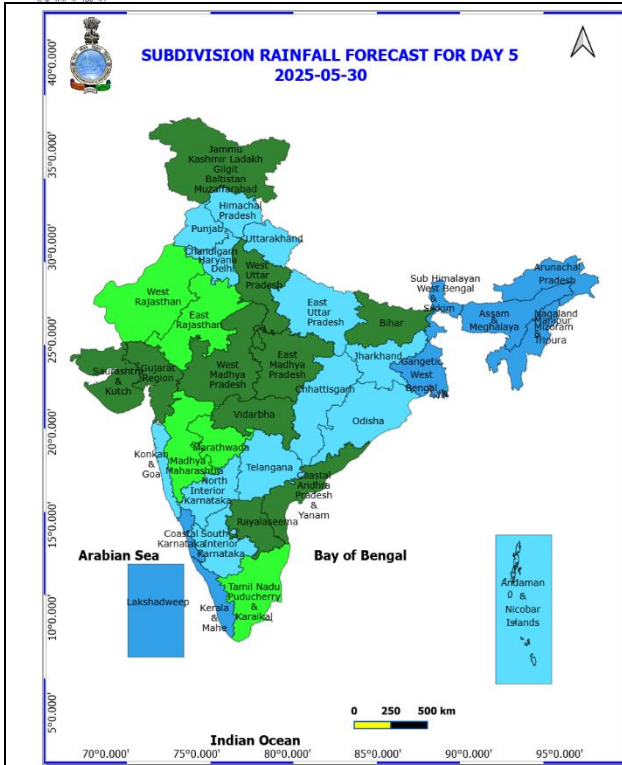 SUBDIVISION RAINFALL FORECAST FOR DAY 5
2025-05-30
40°0.000'
35°0.000'
30°0.000'
25°0.000'
20°0.000'
15°0.000'
10°0.000'
5°0.000'
Jammu
Kashmir Ladakh
Gilgit
Baltistan
Muzaffarabad
Himachal
Pradesh
Punjab
Uttarakhand
Chandigarh
Haryana
Delhi
West
Uttar
Pradesh
West
Rajasthan
East
Rajasthan
East
Uttar
Pradesh
Bihar
Sub Himalayan
West Bengal
&
Sikkim
Arunachal
Pradesh
Assam
&
Meghalaya
Nagaland
Manipur
Mizoram
&
Tripura
Saurashtra
&
Kutch
Gujarat
Region
West
Madhya
Pradesh
East
Madhya
Pradesh
Jharkhand
Gangetic
West
Bengal
Chhattisgarh
Vidarbha
Odisha
Konkan
&
Goa
Madhya
Maharashtra
Marathwada
North
Interior
Karnataka
Telangana
Coastal
Andhra
Pradesh
&
Yanam
Rayalaseema
Coastal
Karnataka
South
Interior
Karnataka
Arabian Sea
Bay of Bengal
Tamil Nadu
Puducherry
&
Karaikal
Kerala
&
Mahe
Lakshadweep
Andaman
&
Nicobar
Islands
0 250 500 km
Indian Ocean
70°0.000' 75°0.000' 80°0.000' 85°0.000' 90°0.000' 95°0.000'